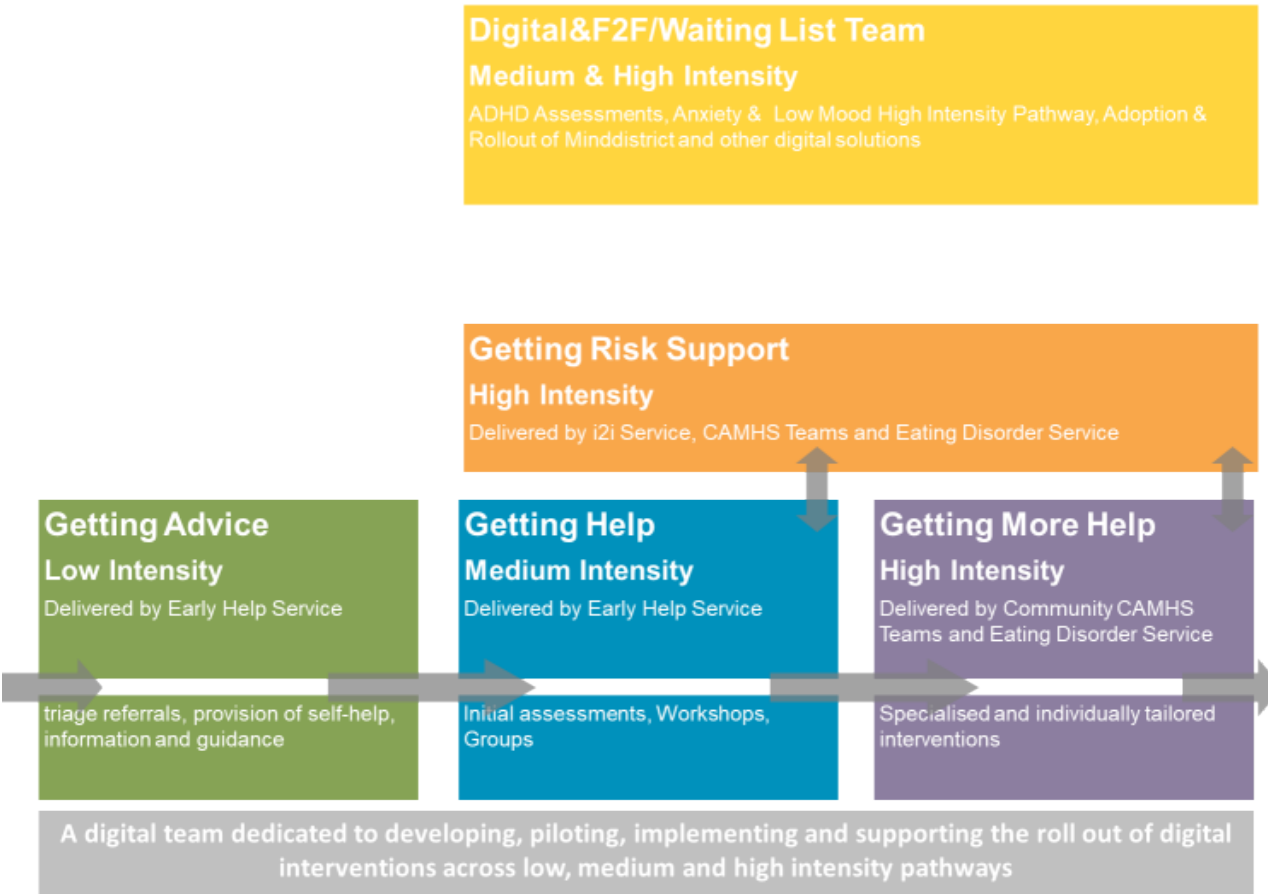 Digital&F2F/Waiting List Team
Medium & High Intensity
ADHD Assessments, Anxiety & Low Mood High Intensity Pathway, Adoption &
Rollout of Minddistrict and other digital solutions
Getting Risk Support
High Intensity
Delivered by i2i Service, CAMHS Teams and Eating Disorder Service
Getting Advice
Low Intensity
Delivered by Early Help Service
triage referrals, provision of self-help,
information and guidance
Getting Help
Medium Intensity
Delivered by Early Help Service
Initial assessments, Workshops,
Groups
Getting More Help
High Intensity
Delivered by Community CAMHS
Teams and Eating Disorder Service
Specialised and individually tailored
interventions
A digital team dedicated to developing, piloting, implementing and supporting the roll out of digital
interventions across low, medium and high intensity pathways